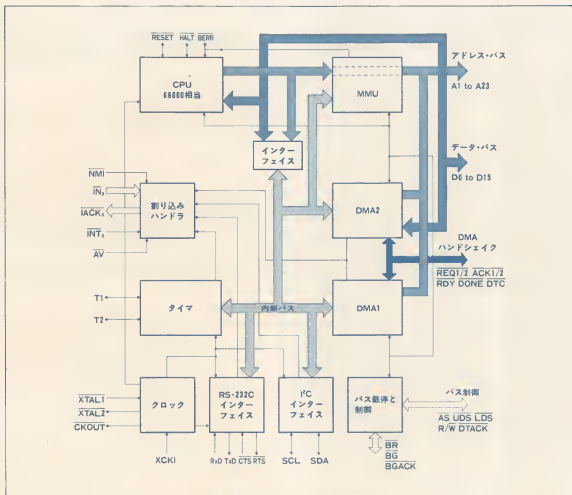 RESET HALT BERR
CPU
68000相当
MMU
アドレス・バス
A1 to A23
インター
フェイス
データ・バス
D0 to D15
NMI
INx
IACKx
INTx
AV
割り込み
ハンドラ
DMA2
DMA
ハンドシェイク
REQ1/2 ACK1/2
RDY DONE DTC
T1
T2
タイマ
内部バス
DMA1
XTAL1
XTAL2
CKOUT
クロック
XCKI
RS-232C
インター
フェイス
RxD TxD CTS RTS
I²C
インター
フェイス
SCL SDA
バス裁停と
制御
BR
BG
BGACK
バス制御
AS UDS LDS
R/W DTACK